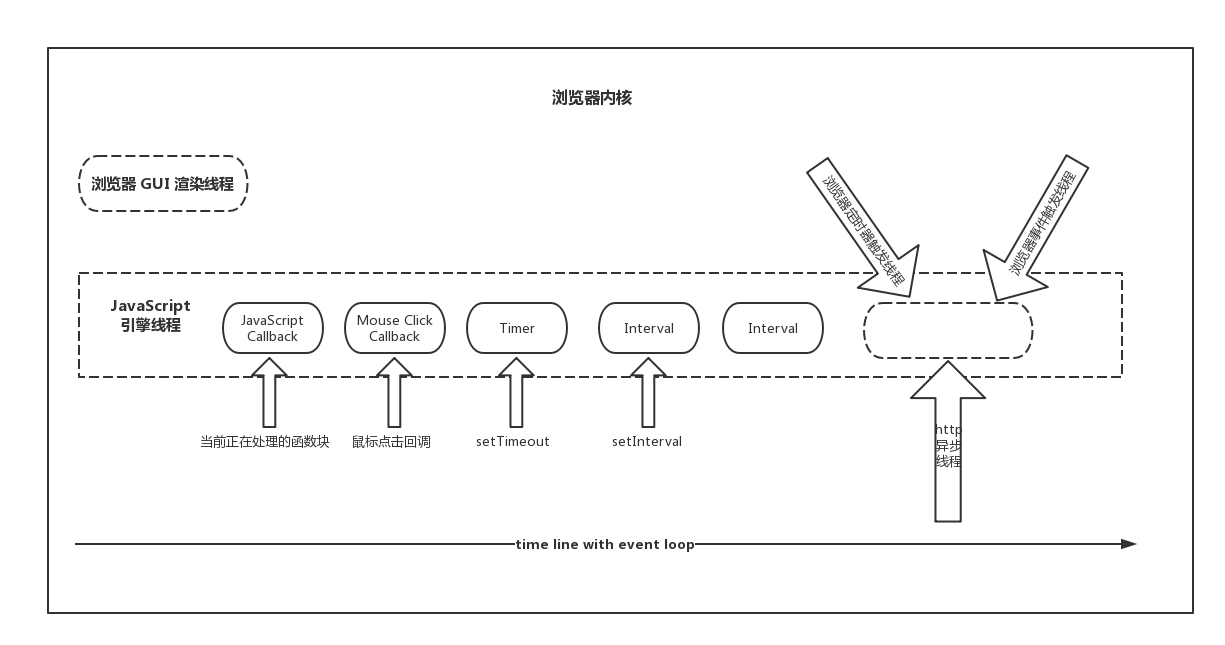 浏览器内核
浏览器 GUI 渲染线程
浏览器定时器触发线程
浏览器事件触发线程
JavaScript
引擎线程
JavaScript
Callback
Mouse Click
Callback
Timer
Interval
Interval
当前正在处理的函数块
鼠标点击回调
setTimeout
setInterval
http
异步
线程
time line with event loop